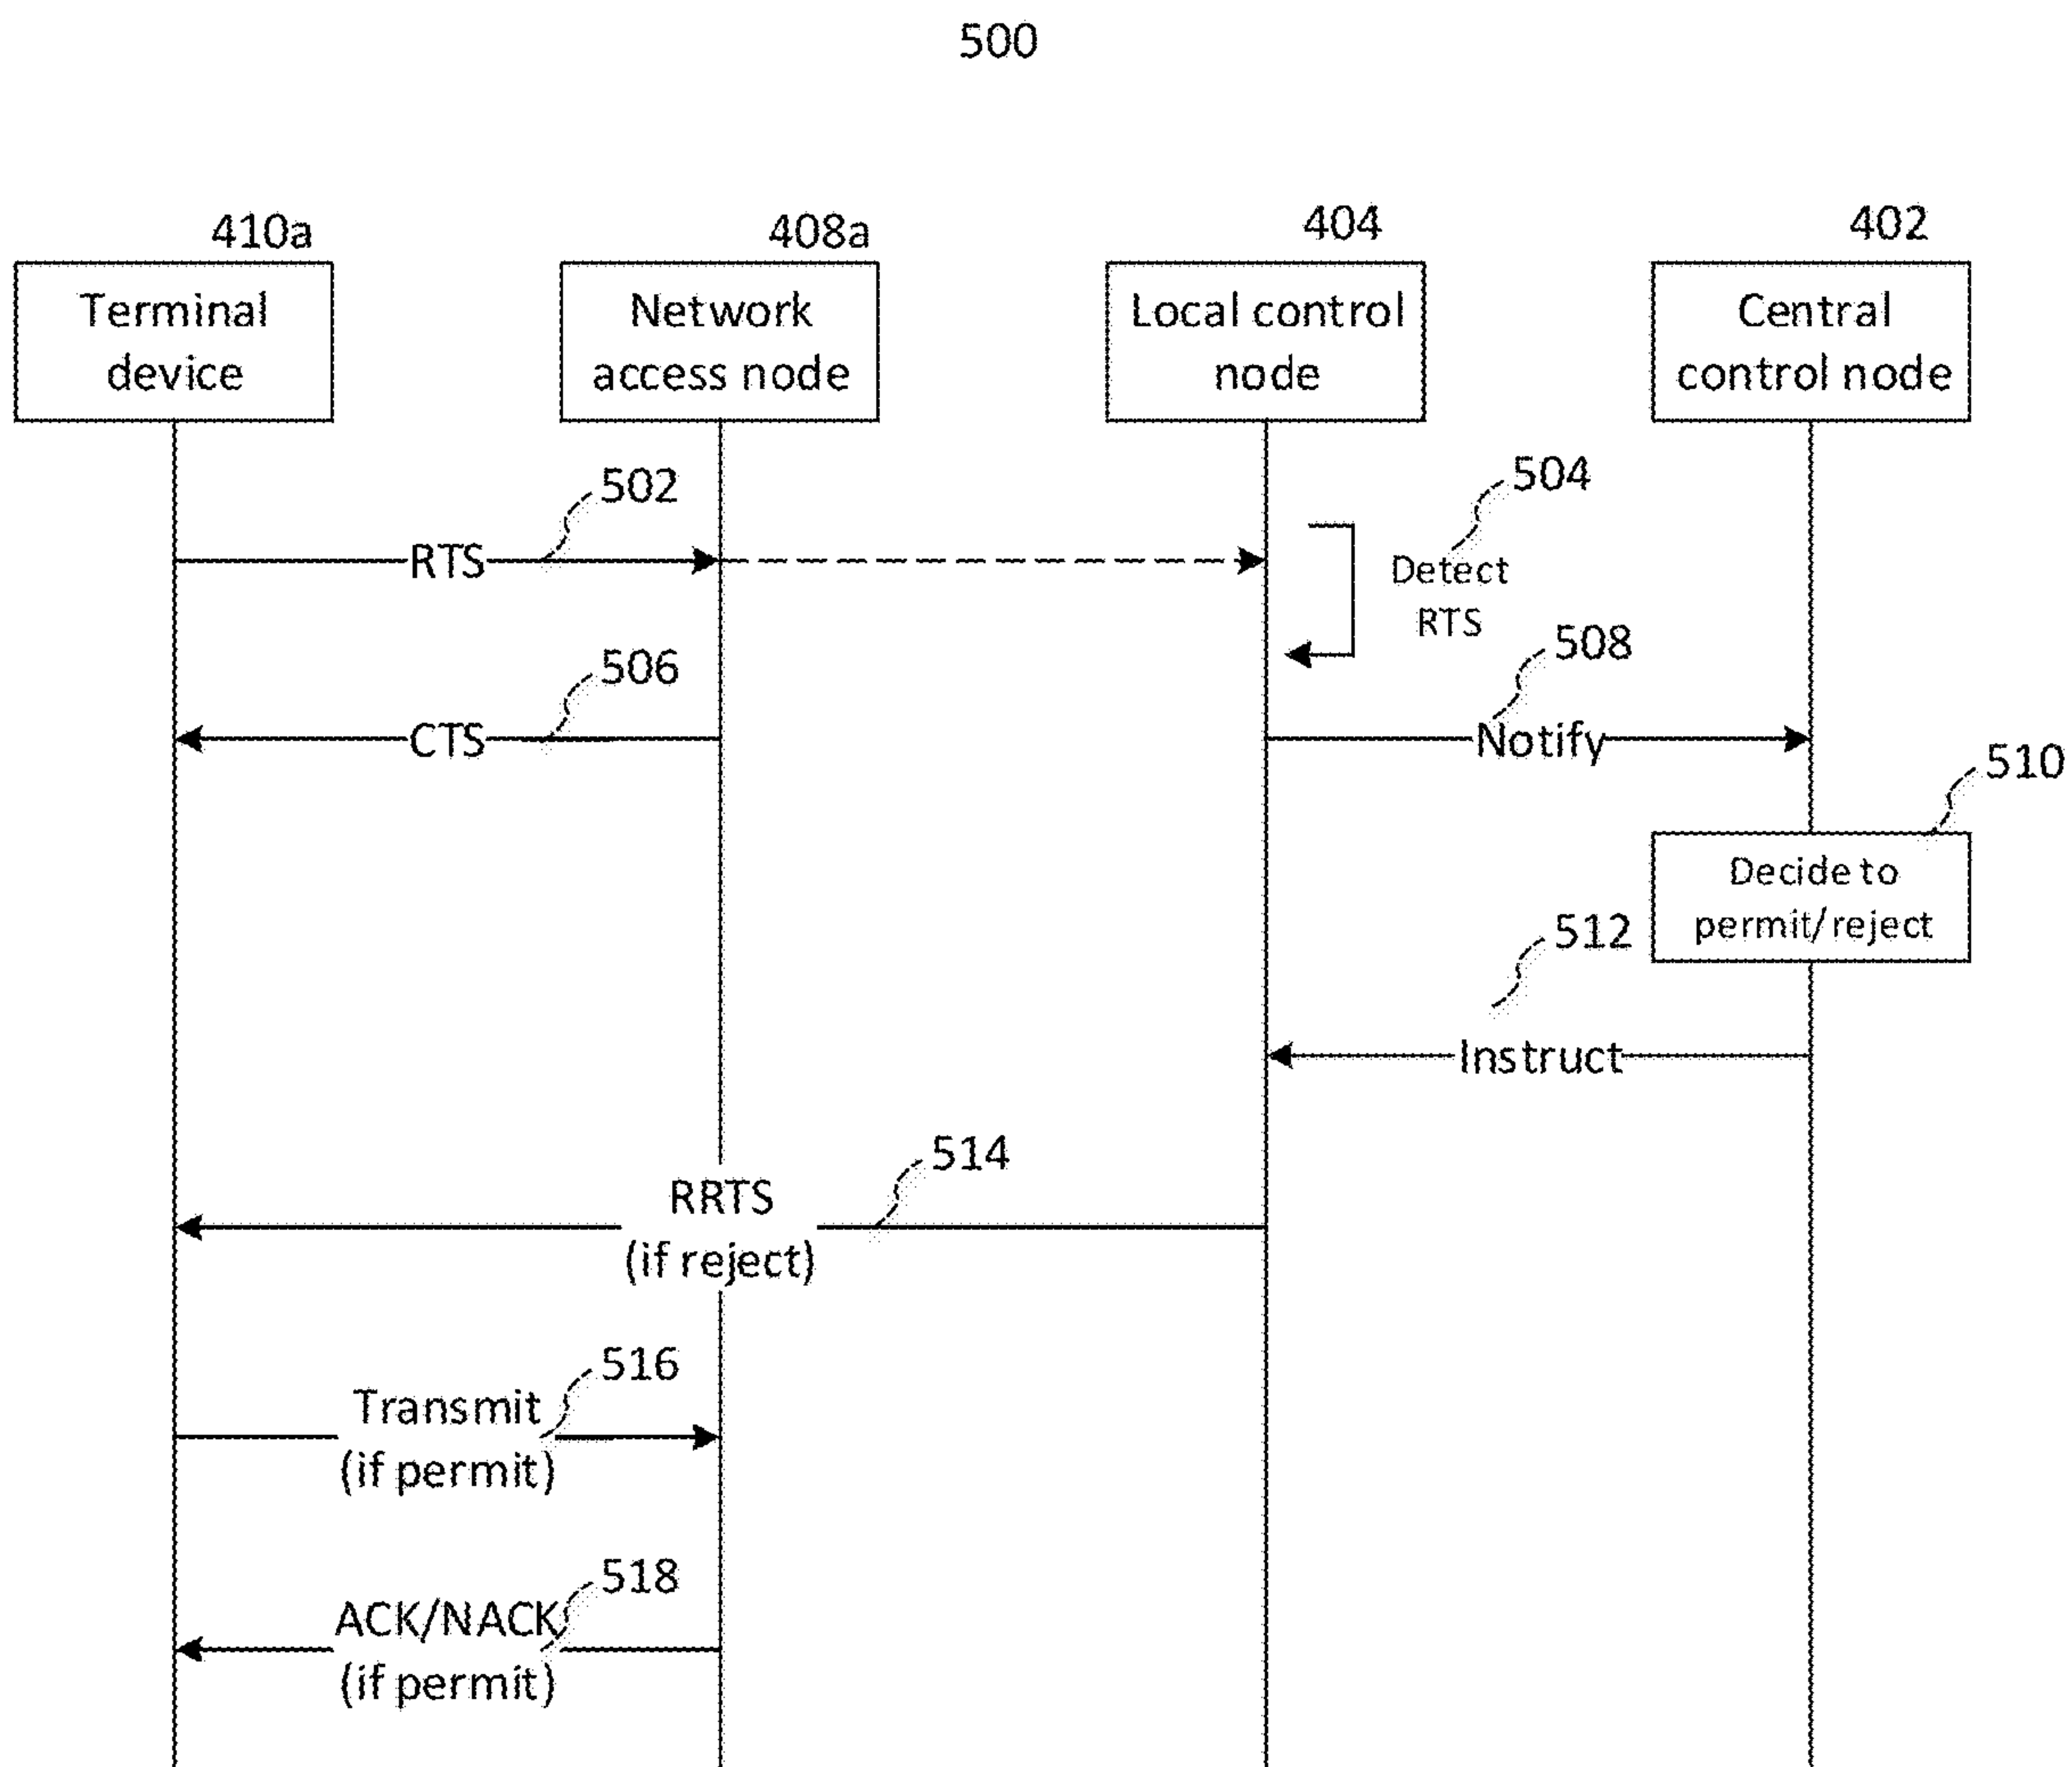 500
410a
408a
404
402
Terminal
device
Network
access node
Local control
node
Central
control node
502
504
RTS
Detect
RTS
506
508
CTS
Notify
510
Decide to
permit/reject
512
Instruct
514
RRTS
(if reject)
516
Transmit
(if permit)
518
ACK/NACK
(if permit)